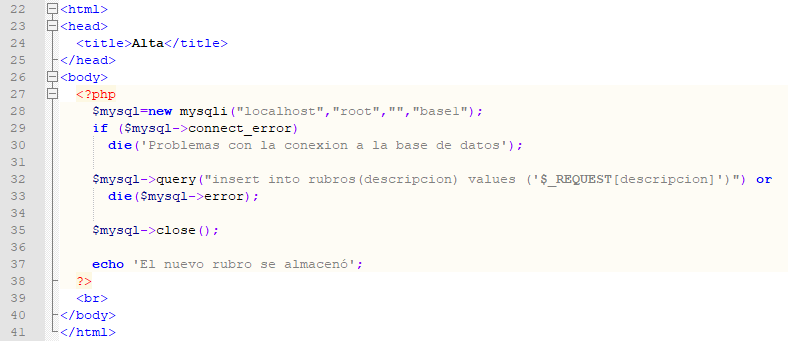 22 <html>
23 <head>
24 <title>Alta</title>
25 </head>
26 <body>
27 <?php
28 $mysql=new mysqli("localhost","root","","base1");
29 if ($mysql->connect_error)
30 die('Problemas con la conexion a la base de datos');
31
32 $mysql->query("insert into rubros(descripcion) values ('$_REQUEST[descripcion]')") or
33 die($mysql->error);
34
35 $mysql->close();
36
37 echo 'El nuevo rubro se almacenó';
38 ?>
39 <br>
40 </body>
41 </html>